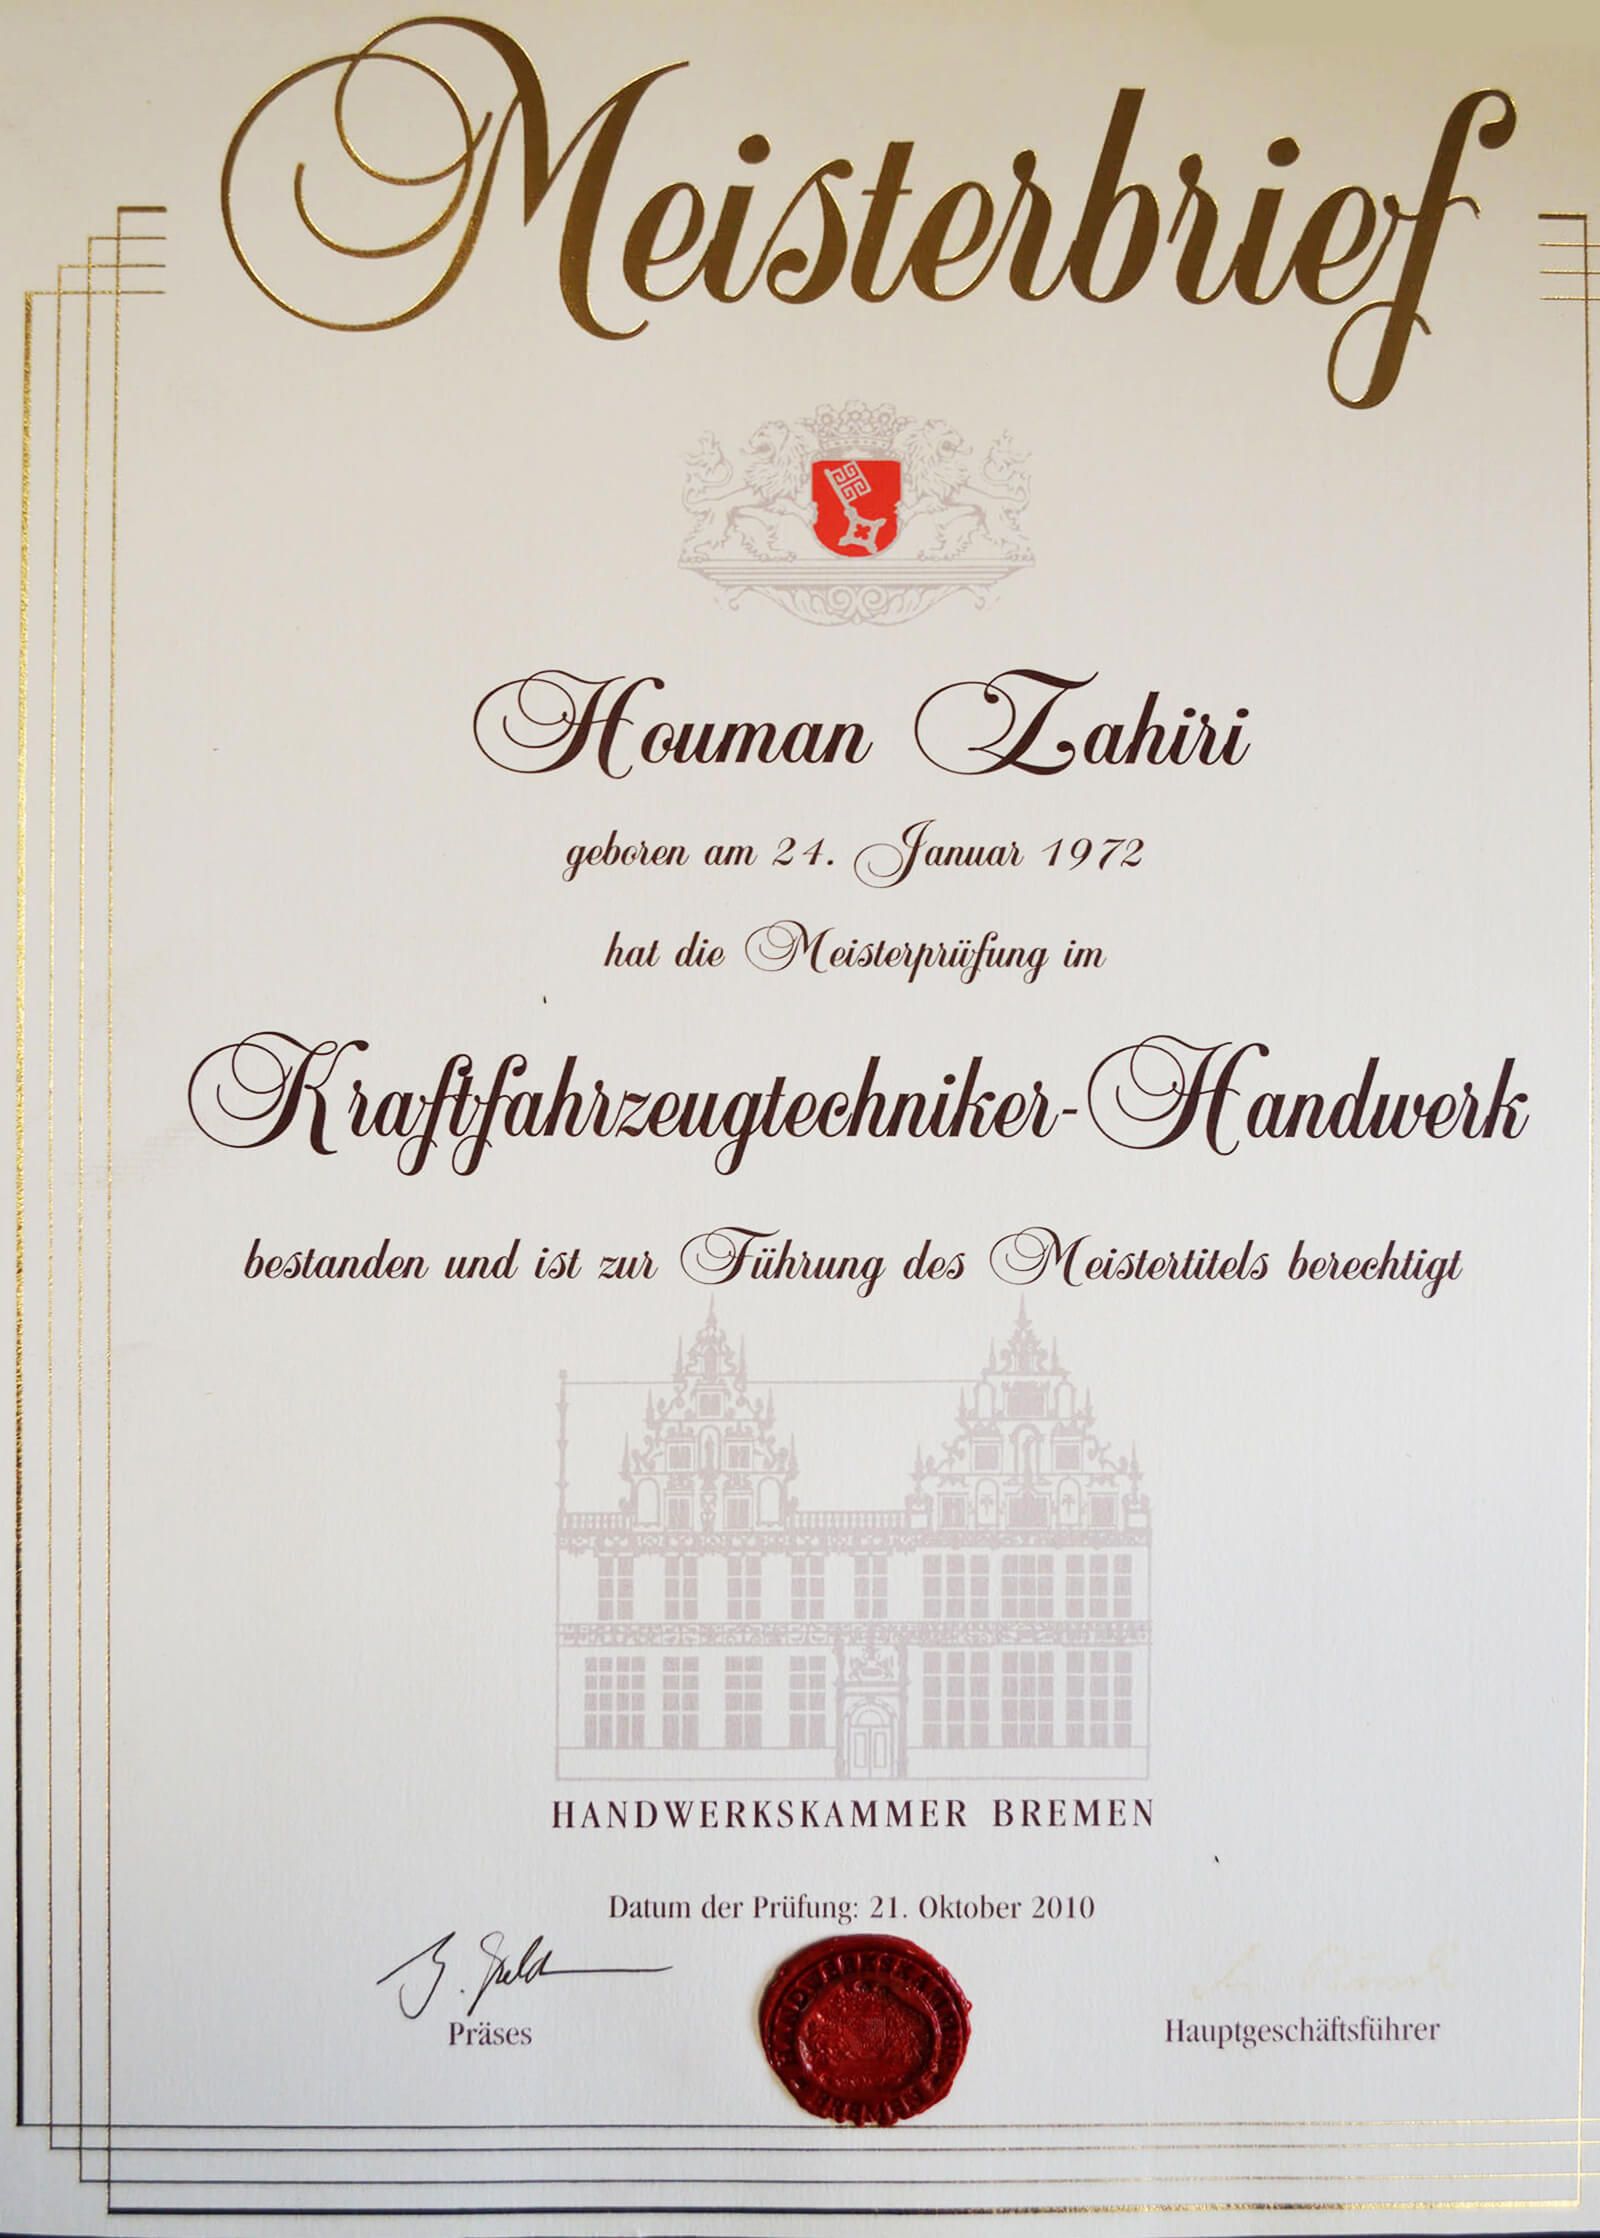 Meisterbrief
Houman Zahiri
geboren am 24. Januar 1972
hat die Meisterprüfung im
Kraftfahrzeugtechniker-Handwerk
bestanden und ist zur Führung des Meistertitels berechtigt
HANDWERKSKAMMER BREMEN
Datum der Prüfung: 21. Oktober 2010
Präses
Hauptgeschäftsführer